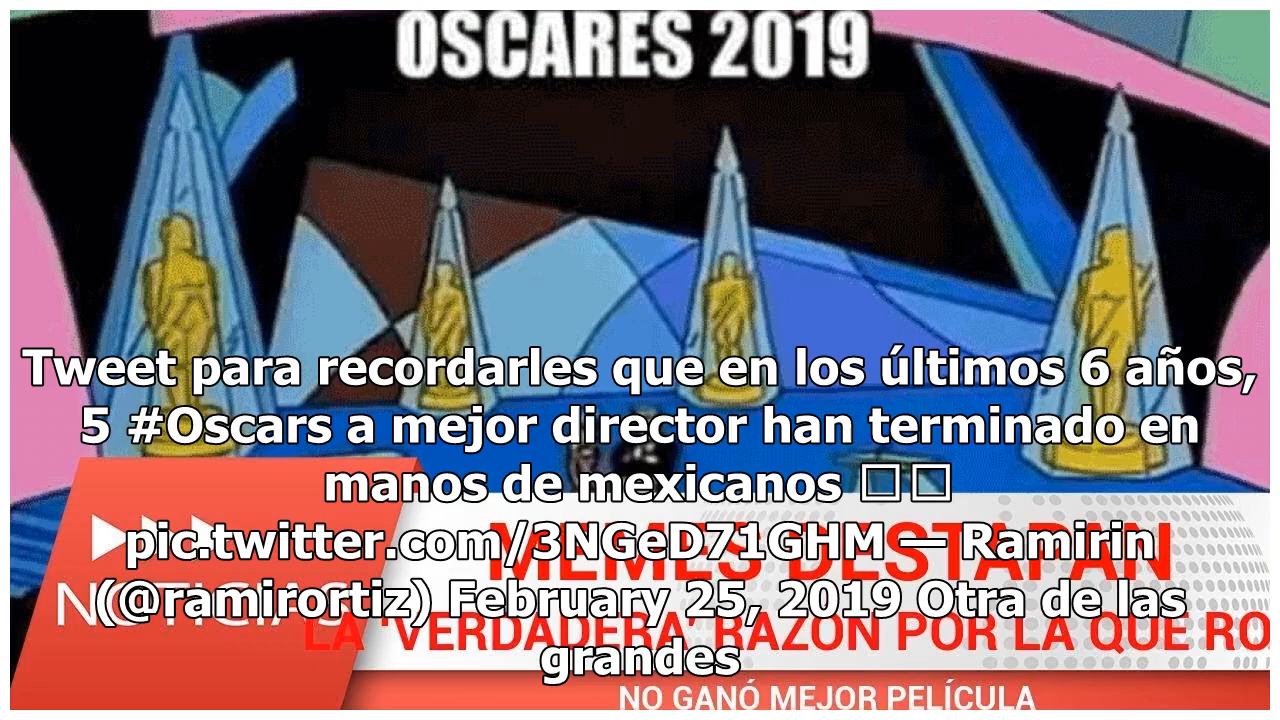 OSCARES 2019
Tweet para recordarles que en los últimos 6 años,
5 #Oscars a mejor director han terminado en
manos de mexicanos □□
pic.twitter.com/3NGeD71GHM — Ramirin
(@ramirortiz) February 25, 2019 Otra de las
grandes
NOTICIAS
MEMES DESTAPAN
LA 'VERDADERA' RAZÓN POR LA QUE RO
NO GANÓ MEJOR PELÍCULA